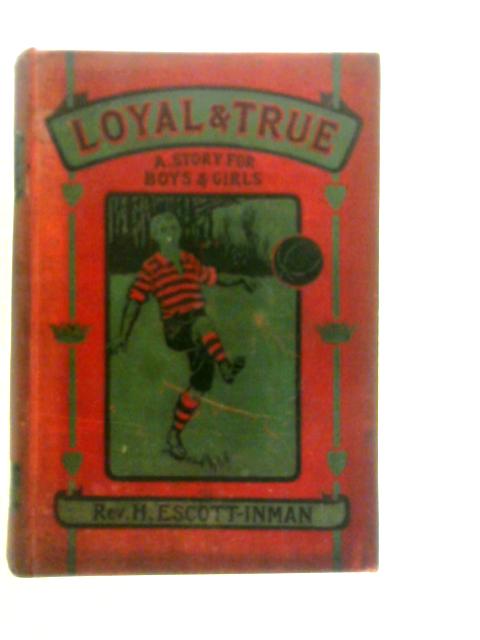 LOYAL & TRUE
A STORY FOR
BOYS & GIRLS
REV. H. ESCOTT-INMAN